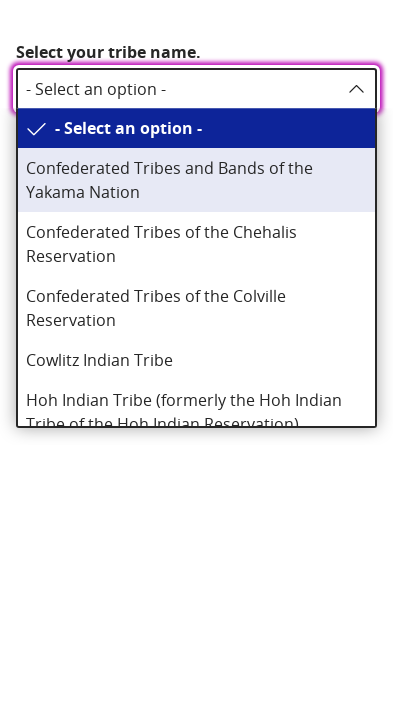 Select your tribe name.
- Select an option -
- Select an option -
Confederated Tribes and Bands of the
Yakama Nation
Confederated Tribes of the Chehalis
Reservation
Confederated Tribes of the Colville
Reservation
Cowlitz Indian Tribe
Hoh Indian Tribe (formerly the Hoh Indian
Tribe of the Hoh Indian Reservation)